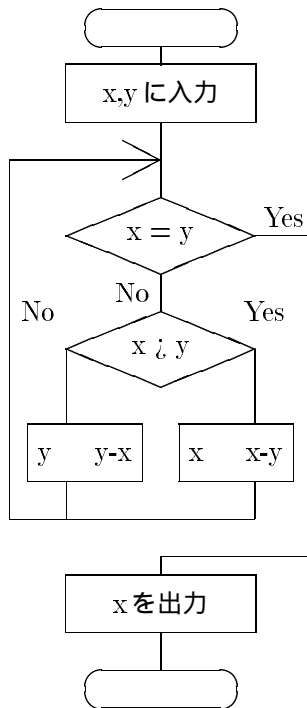 x,y に入力
x = y
Yes
No
No
Yes
x ¿ y
y y-x
x x-y
x を出力